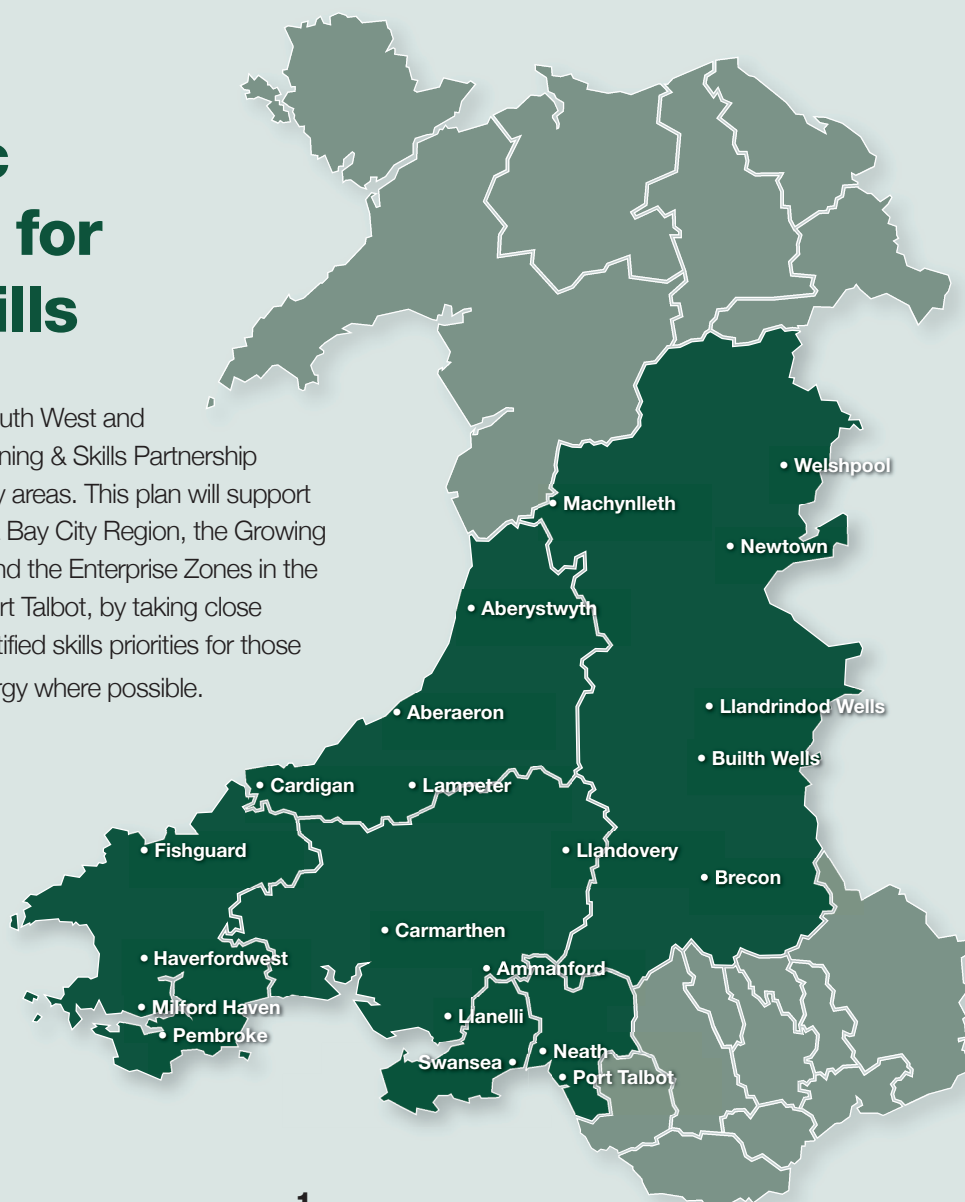 c
for
ills
uth West and
ning & Skills Partnership
y areas. This plan will support
Bay City Region, the Growing
nd the Enterprise Zones in the
rt Talbot, by taking close
tified skills priorities for those
rgy where possible.
• Welshpool
• Machynlleth
• Newtown
• Aberystwyth
• Llandrindod Wells
• Aberaeron
• Builth Wells
• Cardigan
• Lampeter
• Fishguard
• Llandovery
• Brecon
• Carmarthen
• Haverfordwest
• Ammanford
• Milford Haven
• Llanelli
• Pembroke
• Neath
Swansea •
• Port Talbot
1